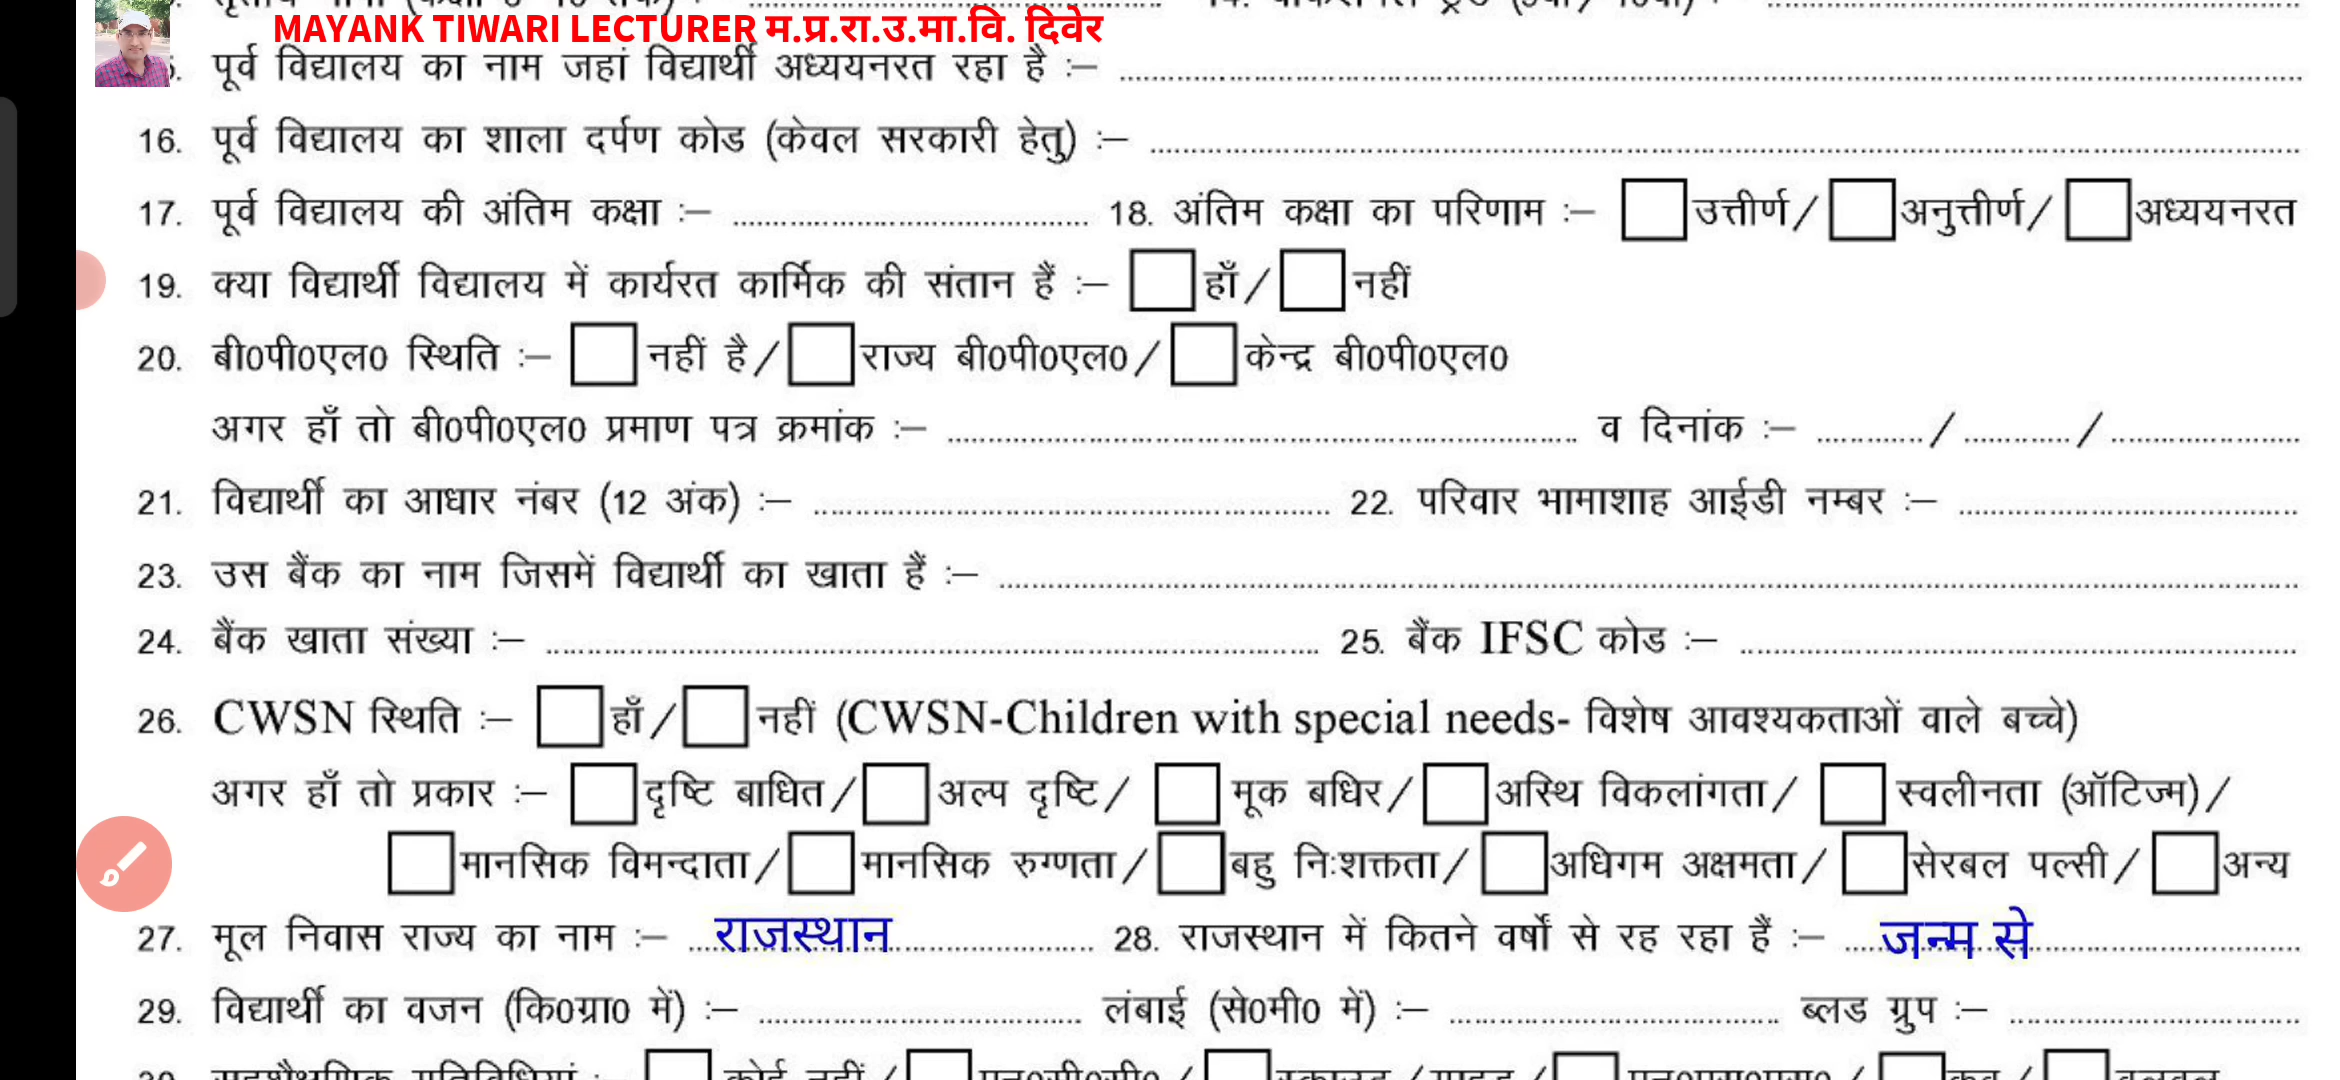 MAYANK TIWARI LECTURER म.प्र.रा.उ.मा.वि. दिवेर
पूर्व विद्यालय का नाम जहां विद्यार्थी अध्ययनरत रहा है :–
16. पूर्व विद्यालय का शाला दर्पण कोड (केवल सरकारी हेतु) :–
17. पूर्व विद्यालय की अंतिम कक्षा :– 18. अंतिम कक्षा का परिणाम :– उत्तीर्ण/ अनुत्तीर्ण/ अध्ययनरत
19. क्या विद्यार्थी विद्यालय में कार्यरत कार्मिक की संतान हैं :– हाँ/ नहीं
20. बी0पी0एल0 स्थिति :– नहीं है/ राज्य बी0पी0एल0/ केन्द्र बी0पी0एल0
अगर हाँ तो बी0पी0एल0 प्रमाण पत्र क्रमांक :– व दिनांक :– / /
21. विद्यार्थी का आधार नंबर (12 अंक) :– 22. परिवार भामाशाह आईडी नम्बर :–
23. उस बैंक का नाम जिसमें विद्यार्थी का खाता हैं :–
24. बैंक खाता संख्या :– 25. बैंक IFSC कोड :–
26. CWSN स्थिति :– हाँ/ नहीं (CWSN-Children with special needs- विशेष आवश्यकताओं वाले बच्चे)
अगर हाँ तो प्रकार :– दृष्टि बाधित/ अल्प दृष्टि/ मूक बधिर/ अस्थि विकलांगता/ स्वलीनता (ऑटिज्म)/
मानसिक विमन्दाता/ मानसिक रुग्णता/ बहु निःशक्तता/ अधिगम अक्षमता/ सेरबल पल्सी/ अन्य
27. मूल निवास राज्य का नाम :– राजस्थान 28. राजस्थान में कितने वर्षों से रह रहा हैं :– जन्म से
29. विद्यार्थी का वजन (कि0ग्रा0 में) :– लंबाई (से0मी0 में) :– ब्लड ग्रुप :–